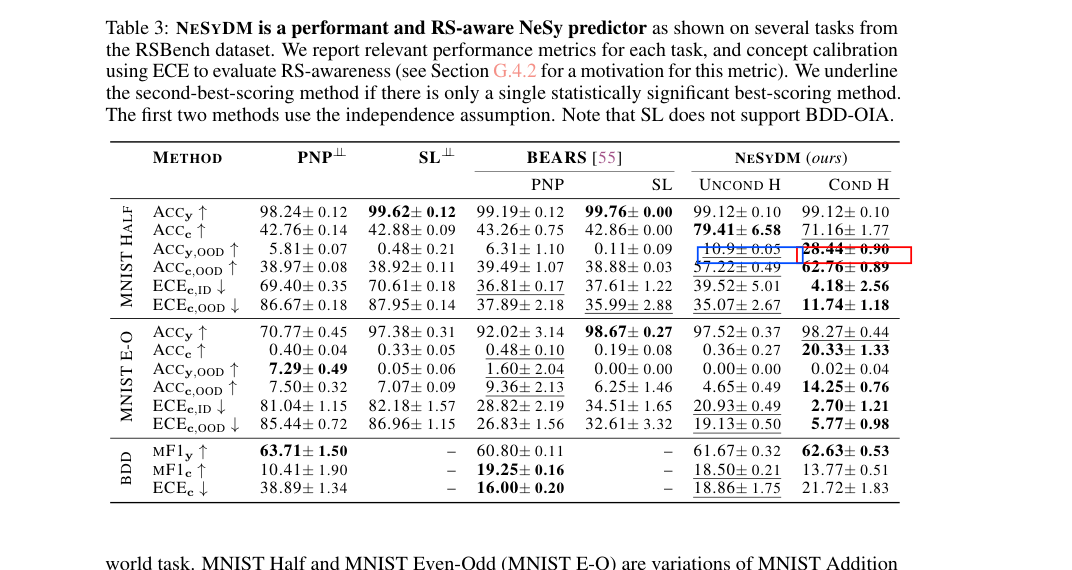 Table 3: NESYDM is a performant and RS-aware NeSy predictor as shown on several tasks from
the RSBench dataset. We report relevant performance metrics for each task, and concept calibration
using ECE to evaluate RS-awareness (see Section G.4.2 for a motivation for this metric). We underline
the second-best-scoring method if there is only a single statistically significant best-scoring method.
The first two methods use the independence assumption. Note that SL does not support BDD-OIA.
METHOD PNP⊥⊥ SL⊥⊥ BEARS [55] NESYDM (ours)
PNP SL UNCOND H COND H
MNIST HALF
ACCy ↑ 98.24± 0.12 99.62± 0.12 99.19± 0.12 99.76± 0.00 99.12± 0.10 99.12± 0.10
ACCc ↑ 42.76± 0.14 42.88± 0.09 43.26± 0.75 42.86± 0.00 79.41± 6.58 71.16± 1.77
ACCy,OOD ↑ 5.81± 0.07 0.48± 0.21 6.31± 1.10 0.11± 0.09 10.9± 0.05 28.44± 0.90
ACCc,OOD ↑ 38.97± 0.08 38.92± 0.11 39.49± 1.07 38.88± 0.03 57.22± 0.49 62.76± 0.89
ECEc,ID ↓ 69.40± 0.35 70.61± 0.18 36.81± 0.17 37.61± 1.22 39.52± 5.01 4.18± 2.56
ECEc,OOD ↓ 86.67± 0.18 87.95± 0.14 37.89± 2.18 35.99± 2.88 35.07± 2.67 11.74± 1.18
MNIST E-O
ACCy ↑ 70.77± 0.45 97.38± 0.31 92.02± 3.14 98.67± 0.27 97.52± 0.37 98.27± 0.44
ACCc ↑ 0.40± 0.04 0.33± 0.05 0.48± 0.10 0.19± 0.08 0.36± 0.27 20.33± 1.33
ACCy,OOD ↑ 7.29± 0.49 0.05± 0.06 1.60± 2.04 0.00± 0.00 0.00± 0.00 0.02± 0.04
ACCc,OOD ↑ 7.50± 0.32 7.07± 0.09 9.36± 2.13 6.25± 1.46 4.65± 0.49 14.25± 0.76
ECEc,ID ↓ 81.04± 1.15 82.18± 1.57 28.82± 2.19 34.51± 1.65 20.93± 0.49 2.70± 1.21
ECEc,OOD ↓ 85.44± 0.72 86.96± 1.15 26.83± 1.56 32.61± 3.32 19.13± 0.50 5.77± 0.98
BDD
MF1y ↑ 63.71± 1.50 – 60.80± 0.11 – 61.67± 0.32 62.63± 0.53
MF1c ↑ 10.41± 1.90 – 19.25± 0.16 – 18.50± 0.21 13.77± 0.51
ECEc ↓ 38.89± 1.34 – 16.00± 0.20 – 18.86± 1.75 21.72± 1.83
world task. MNIST Half and MNIST Even-Odd (MNIST E-O) are variations of MNIST Addition